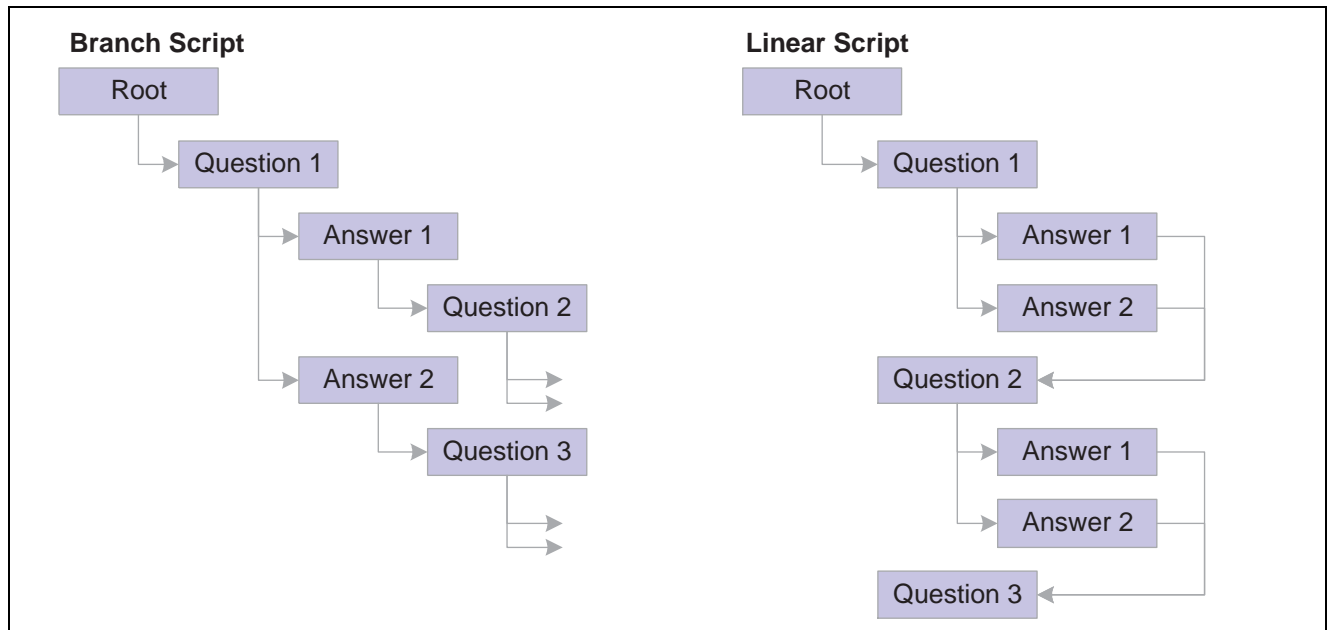 Branch Script
Root
Question 1
Answer 1
Question 2
Answer 2
Question 3
Linear Script
Root
Question 1
Answer 1
Answer 2
Question 2
Answer 1
Answer 2
Question 3